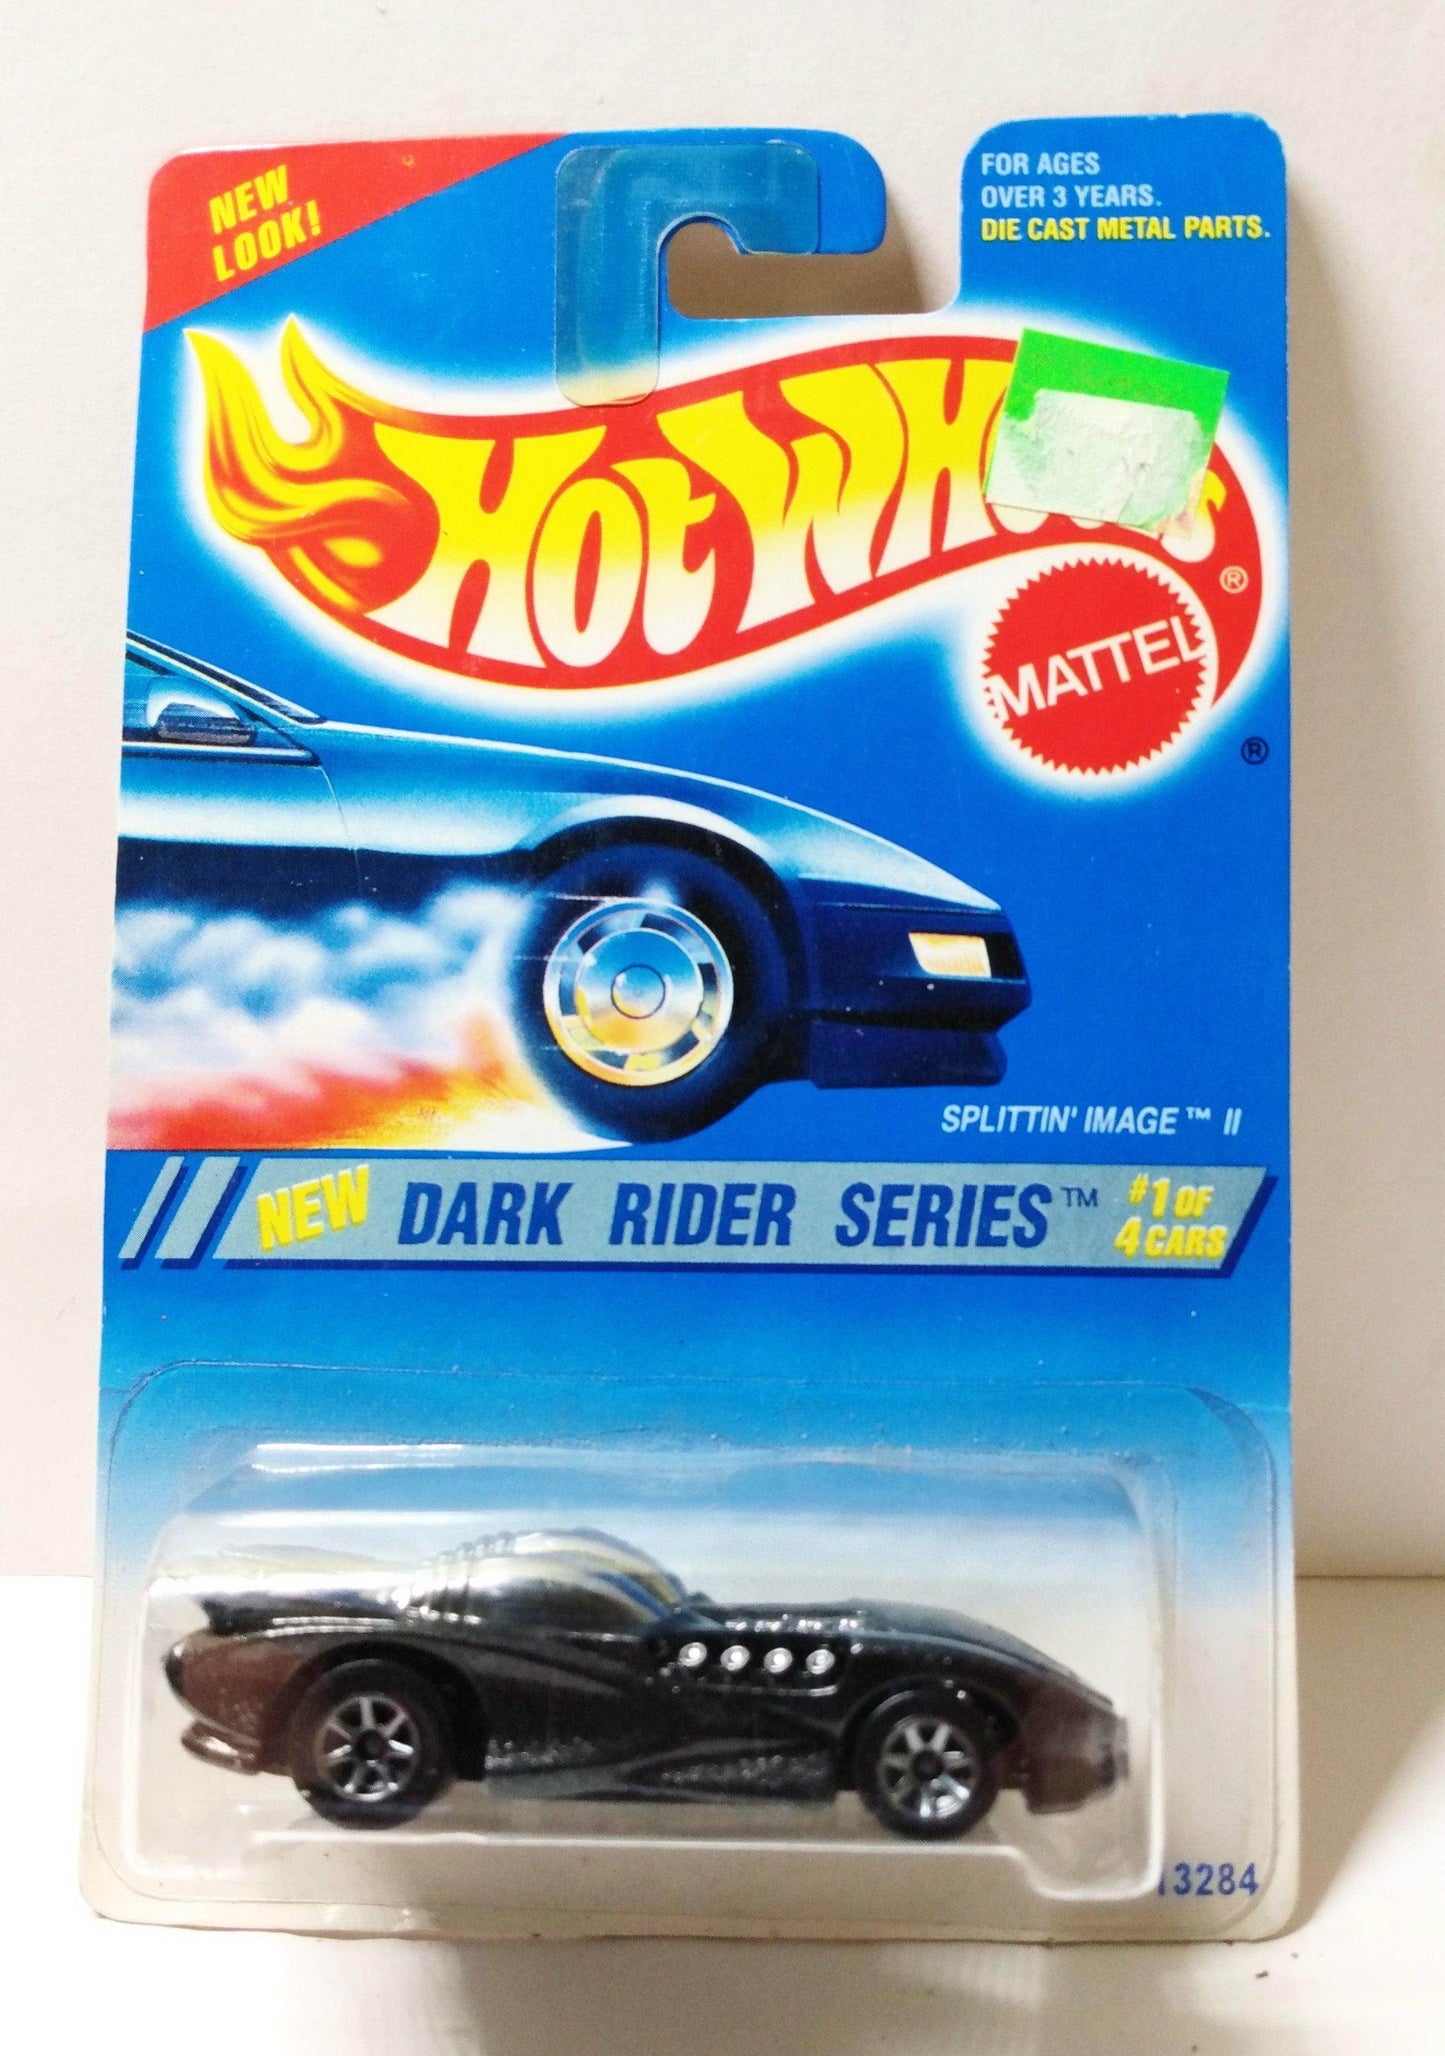 NEW
LOOK!
FOR AGES
OVER 3 YEARS.
DIE CAST METAL PARTS.
HOT
®
MATTEL
®
SPLITTIN' IMAGE™ II
NEW DARK RIDER SERIES™ #1 OF
4 CARS
13284